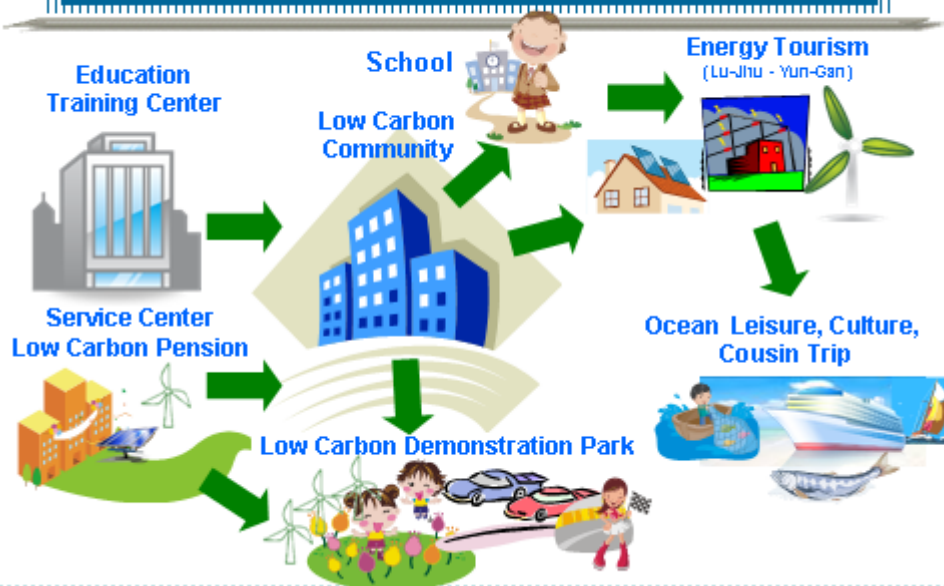 Education
Training Center
School
Low Carbon
Community
Energy Tourism
(Lu-Jhu - Yun-Gan)
Service Center
Low Carbon Pension
Ocean Leisure, Culture,
Cousin Trip
Low Carbon Demonstration Park